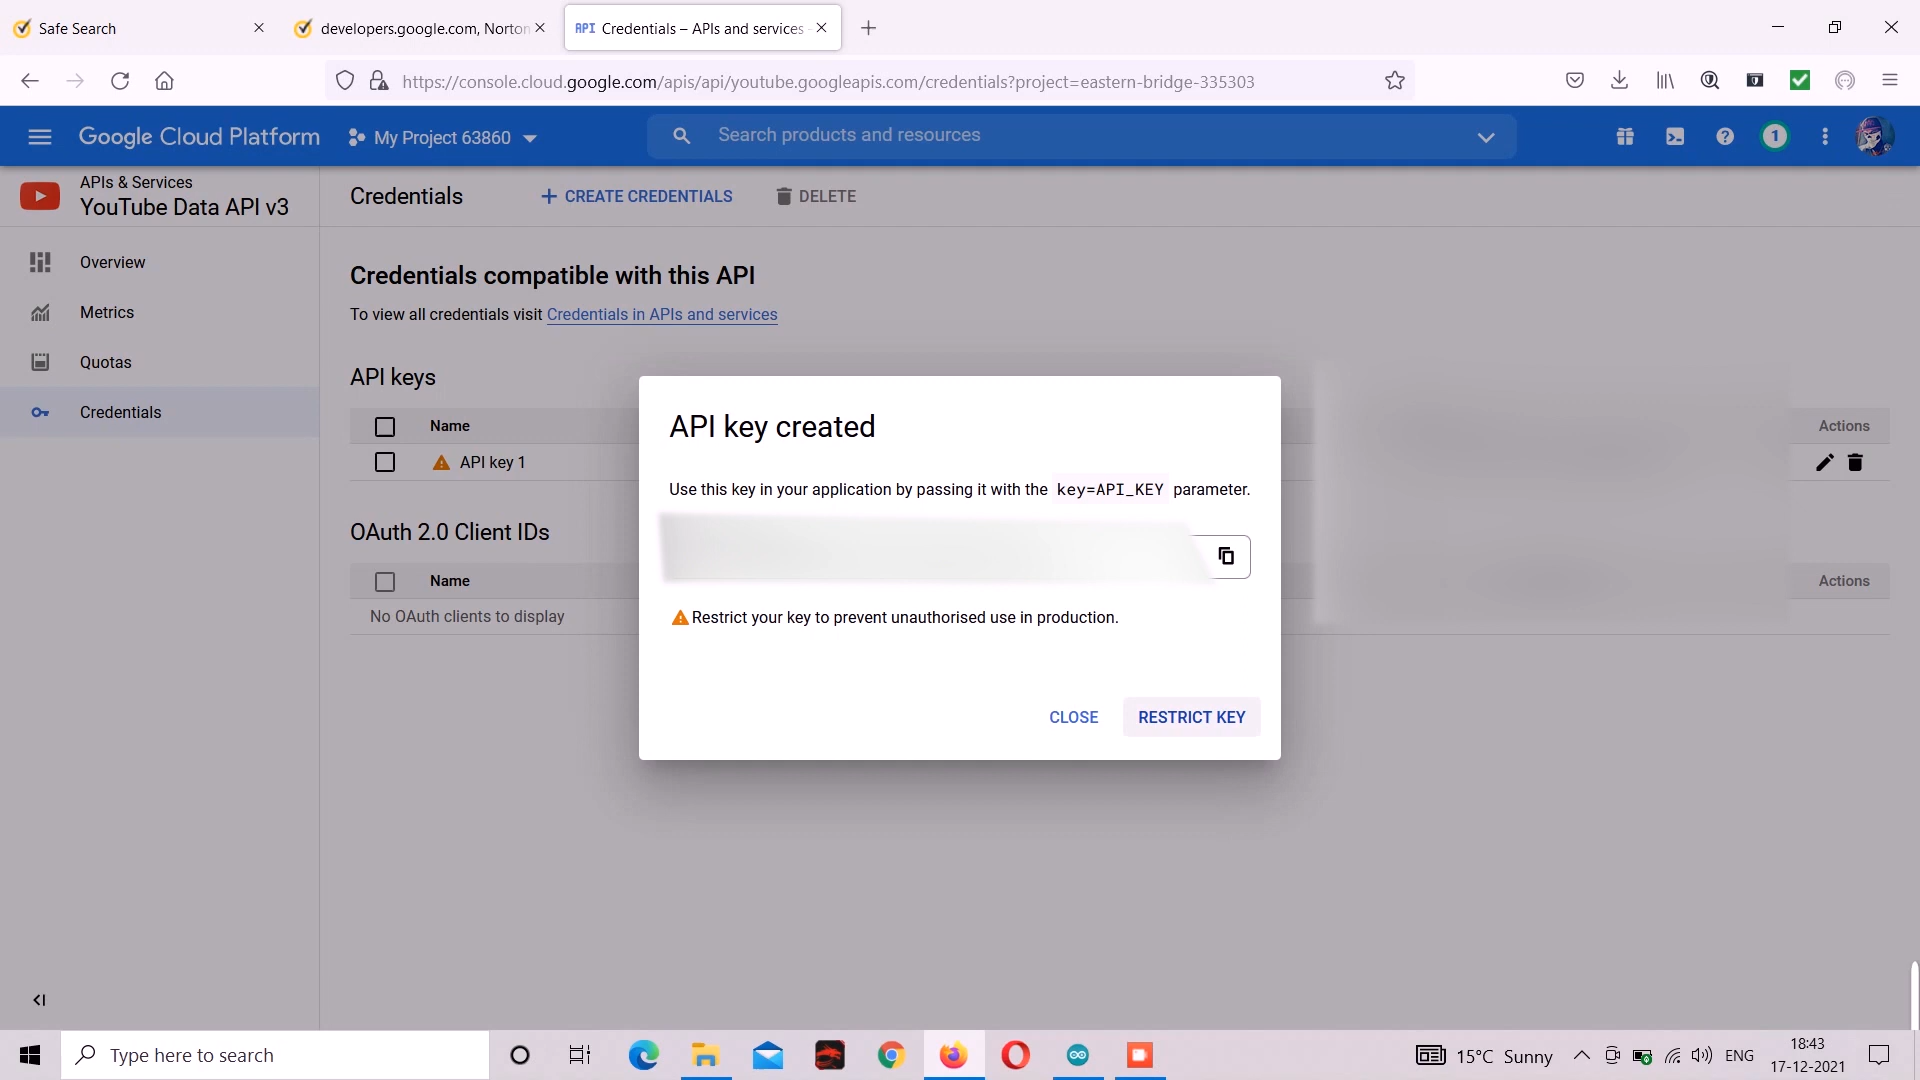 Safe Search
developers.google.com, Norton
API Credentials – APIs and services
https://console.cloud.google.com/apis/api/youtube.googleapis.com/credentials?project=eastern-bridge-335303
Google Cloud Platform
My Project 63860
Search products and resources
1
APIs & Services
YouTube Data API v3
Credentials
CREATE CREDENTIALS
DELETE
Overview
Metrics
Quotas
Credentials
Credentials compatible with this API
To view all credentials visit Credentials in APIs and services
API keys
Name
Actions
API key 1
OAuth 2.0 Client IDs
Name
Actions
No OAuth clients to display
API key created
Use this key in your application by passing it with the key=API_KEY parameter.
Restrict your key to prevent unauthorised use in production.
CLOSE
RESTRICT KEY
Type here to search
15°C Sunny
ENG
18:43
17-12-2021